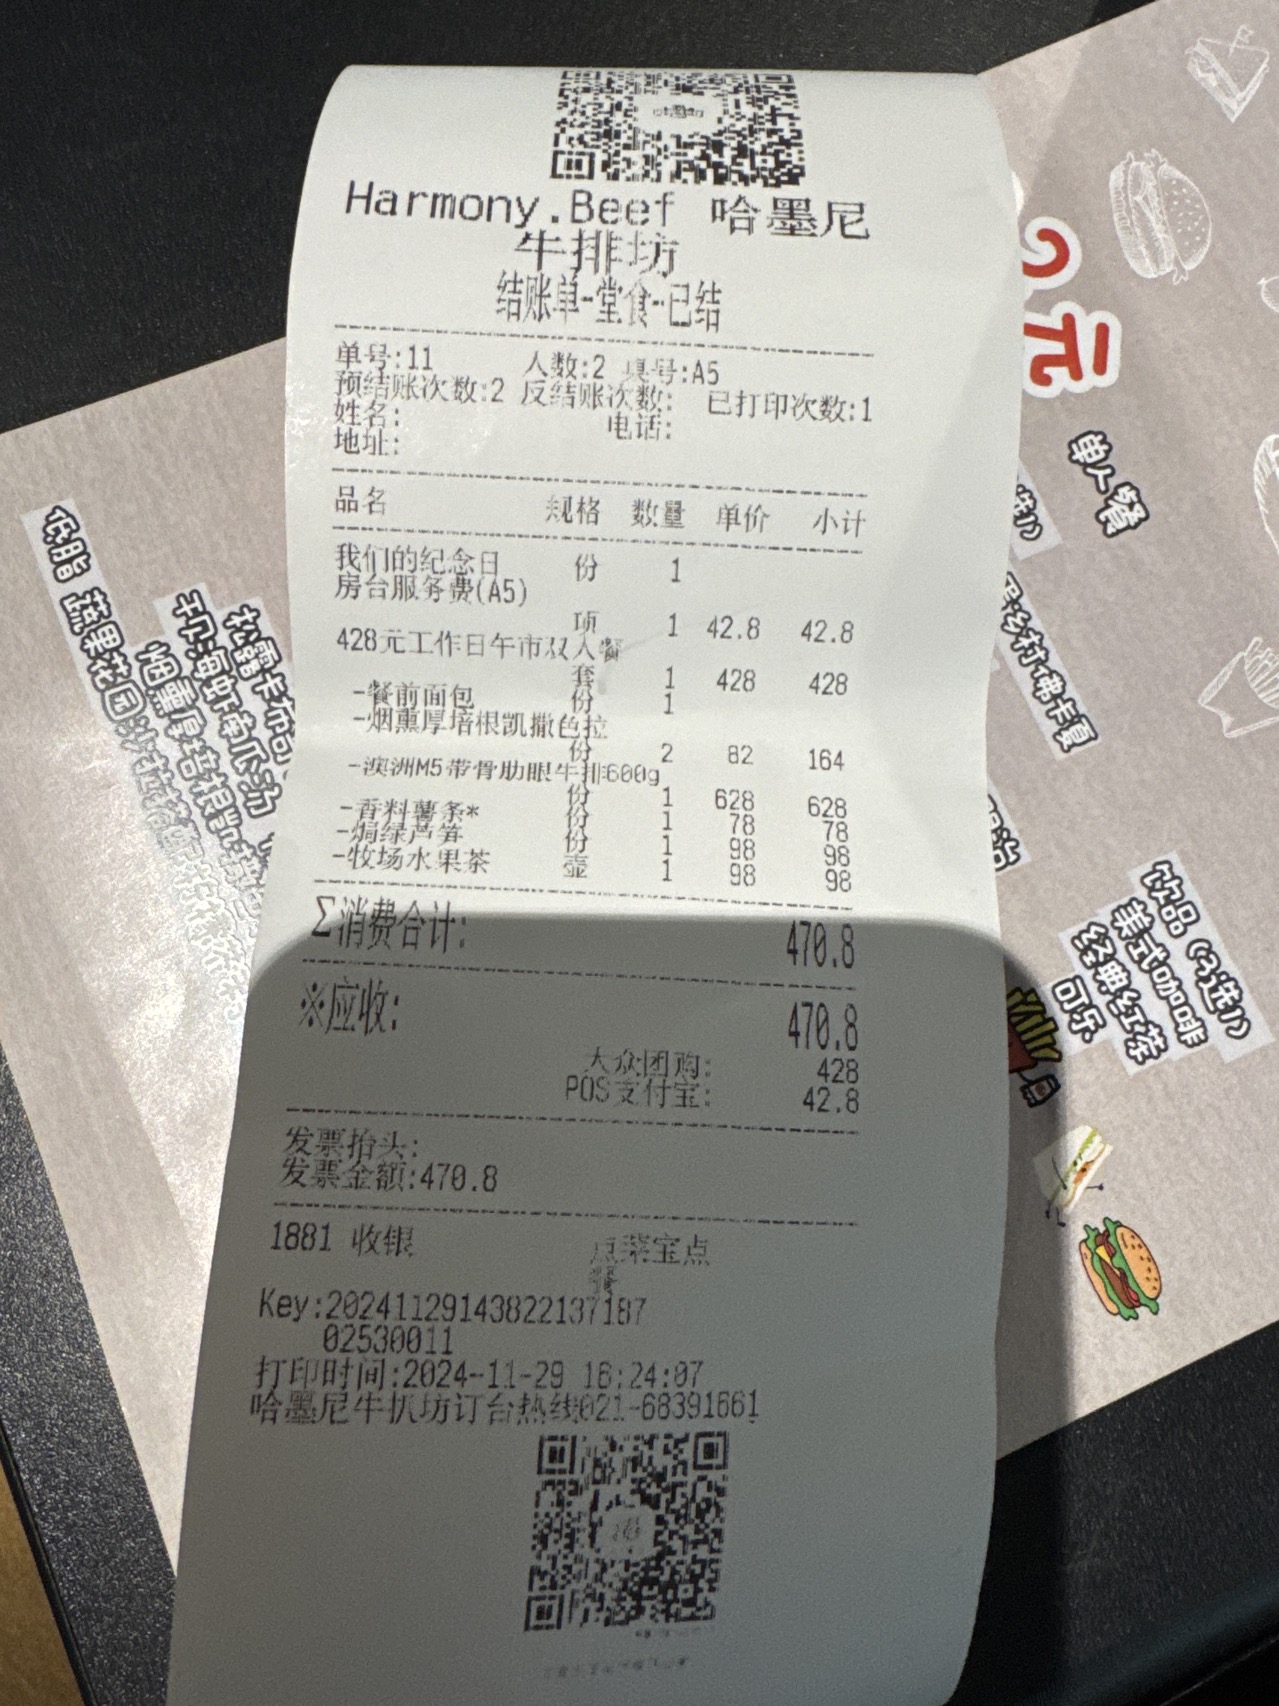 Harmony.Beef 哈墨尼
牛排坊
结账单-堂食-已结
单号:11 人数:2 桌号:A5
预结账次数:2 反结账次数: 已打印次数:1
姓名: 电话:
地址:
品名 规格 数量 单价 小计
我们的纪念日 份 1
房台服务费(A5)
项 1 42.8 42.8
428元工作日午市双人餐
套 1 428 428
-餐前面包 份 1
-烟熏厚培根凯撒色拉
份 2 82 164
-澳洲M5带骨肋眼牛排600g
份 1 628 628
-香料薯条* 份 1 78 78
-焗绿芦笋 份 1 98 98
-牧场水果茶 壶 1 98 98
Σ消费合计: 470.8
※应收: 470.8
大众团购: 428
POS支付宝: 42.8
发票抬头:
发票金额:470.8
1881 收银 点菜宝点
餐
Key:20241129143822137187
02530011
打印时间:2024-11-29 16:24:07
哈墨尼牛扒坊订台热线021-68391661
元
单人餐
饮品(3选1)
美式咖啡
经典红茶
可乐
低脂 蔬果花园沙拉